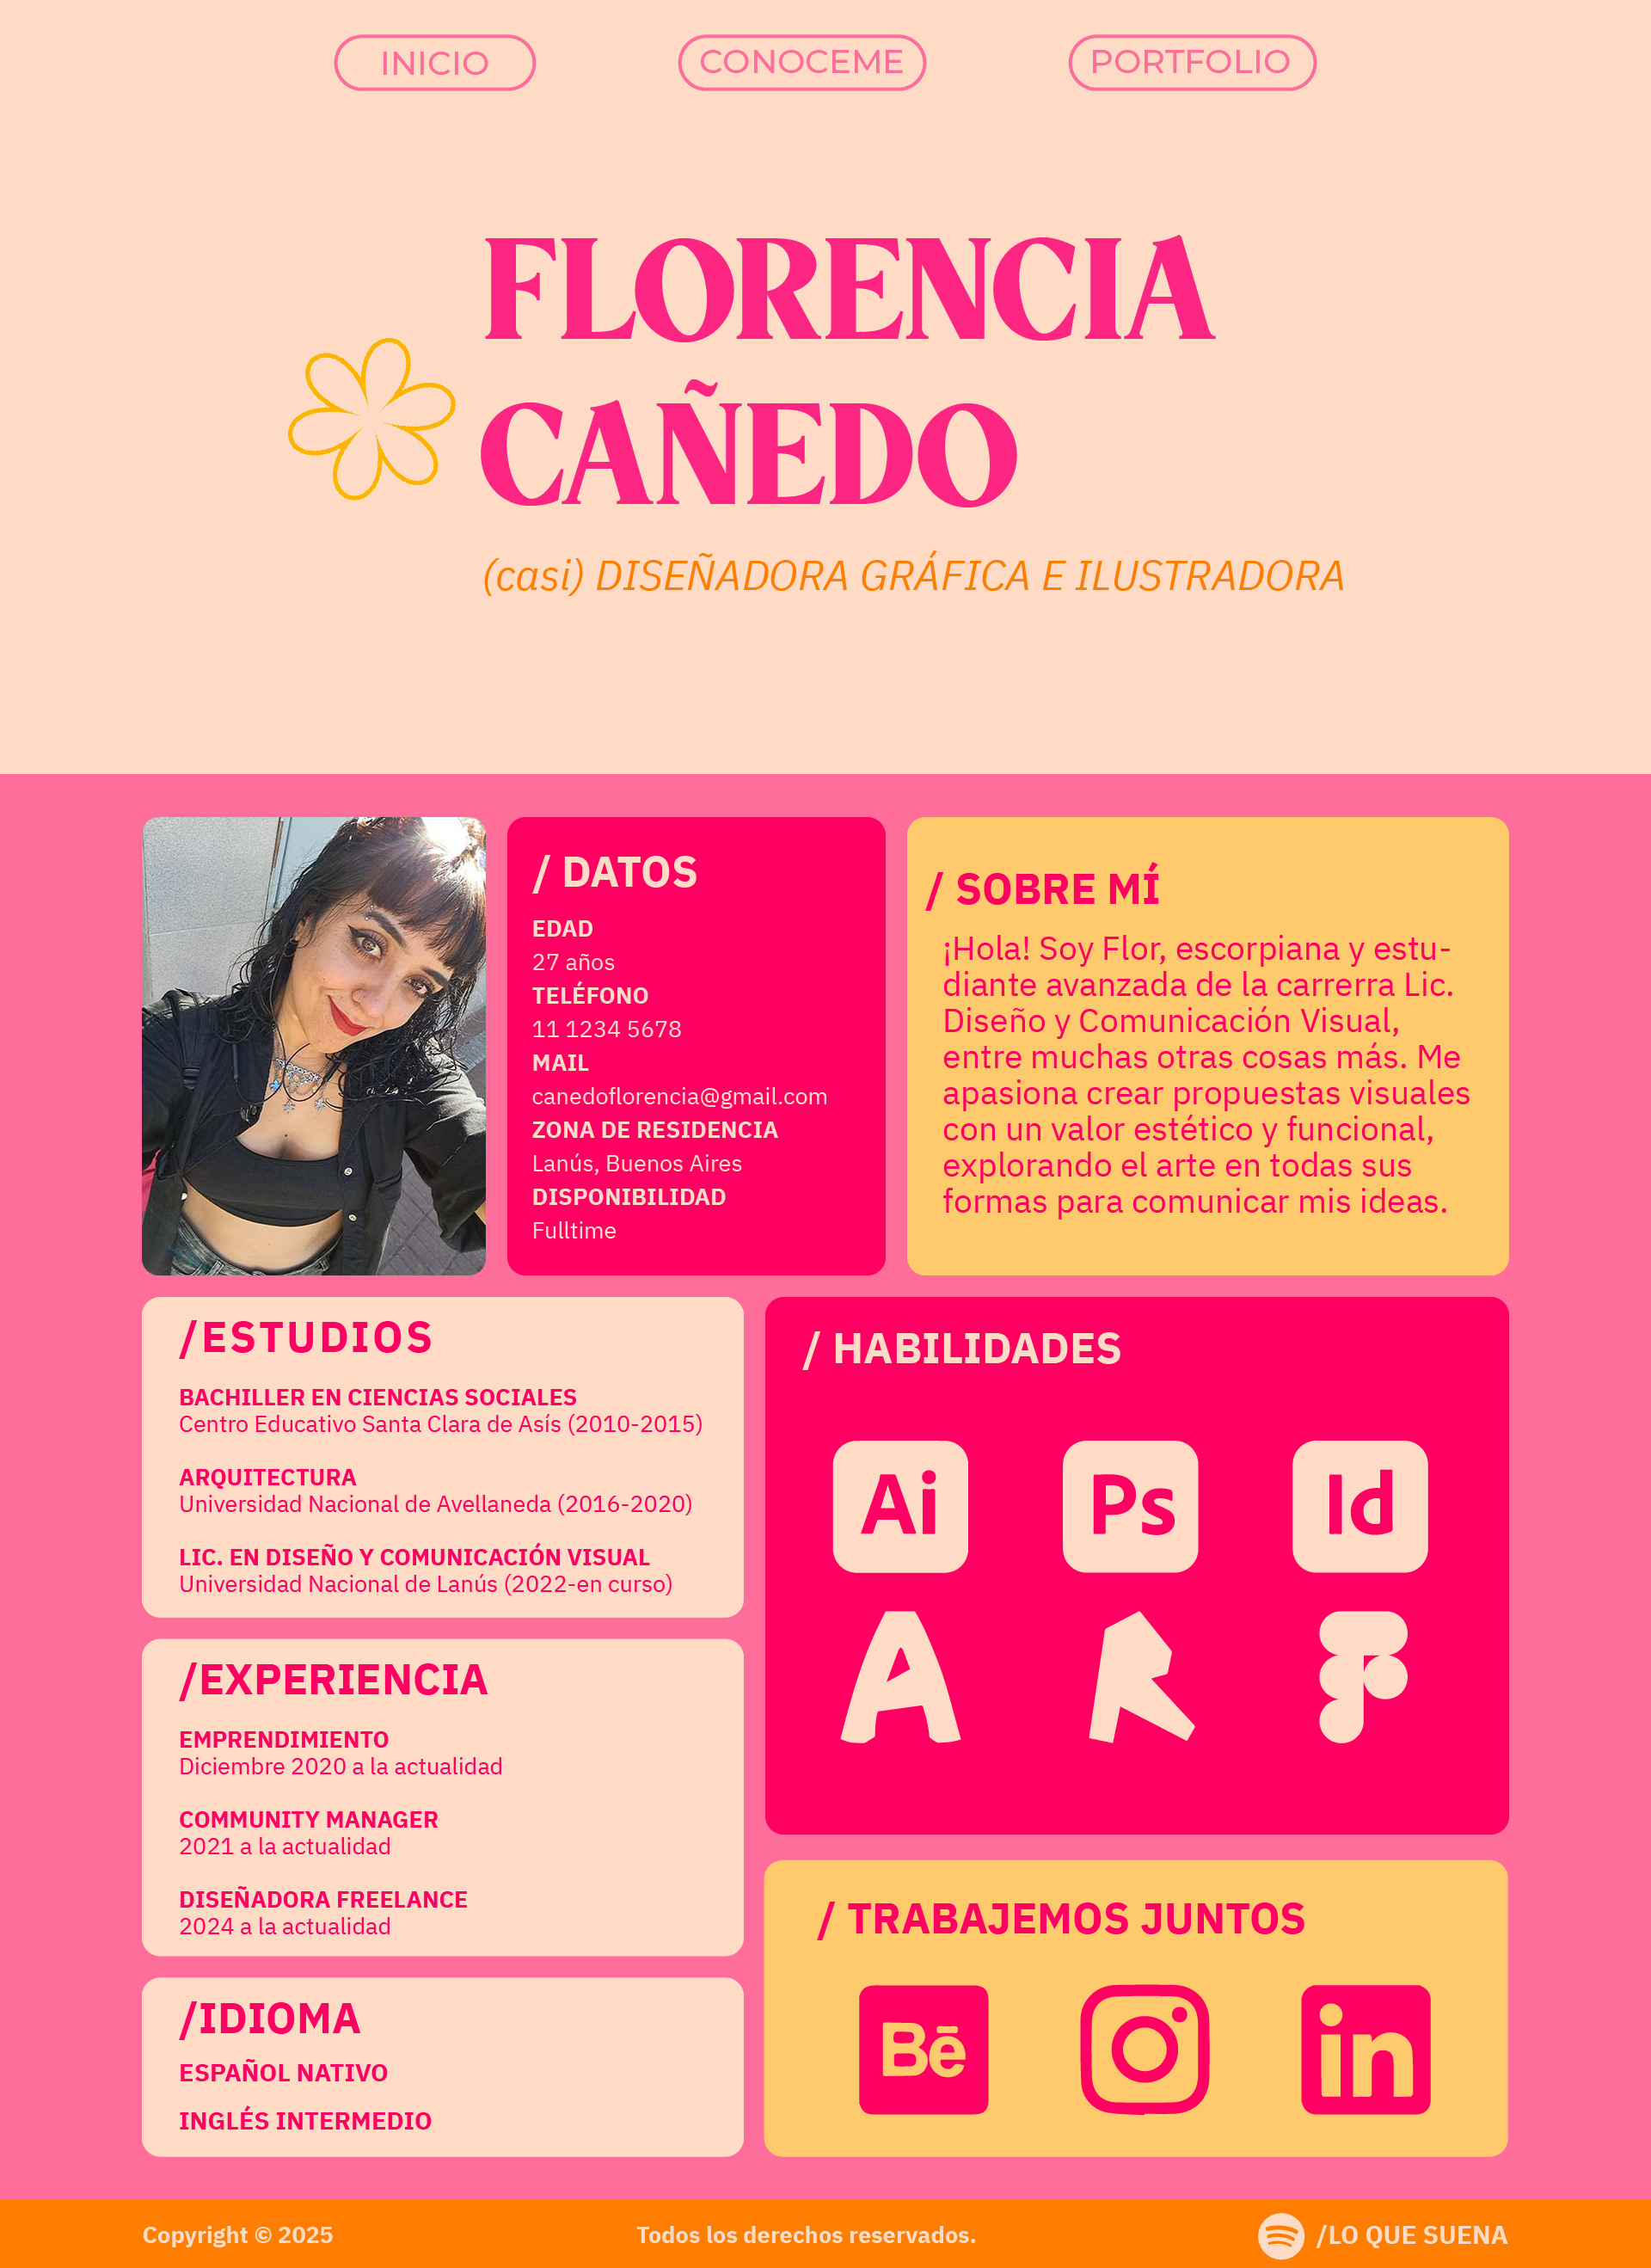 INICIO
CONOCEME
PORTFOLIO
FLORENCIA
CAÑEDO
(casi) DISEÑADORA GRÁFICA E ILUSTRADORA
/ DATOS
EDAD
27 años
TELÉFONO
11 1234 5678
MAIL
canedoflorencia@gmail.com
ZONA DE RESIDENCIA
Lanús, Buenos Aires
DISPONIBILIDAD
Fulltime
/ SOBRE MÍ
¡Hola! Soy Flor, escorpiana y estu-
diante avanzada de la carrerra Lic.
Diseño y Comunicación Visual,
entre muchas otras cosas más. Me
apasiona crear propuestas visuales
con un valor estético y funcional,
explorando el arte en todas sus
formas para comunicar mis ideas.
/ESTUDIOS
BACHILLER EN CIENCIAS SOCIALES
Centro Educativo Santa Clara de Asís (2010-2015)
ARQUITECTURA
Universidad Nacional de Avellaneda (2016-2020)
LIC. EN DISEÑO Y COMUNICACIÓN VISUAL
Universidad Nacional de Lanús (2022-en curso)
/EXPERIENCIA
EMPRENDIMIENTO
Diciembre 2020 a la actualidad
COMMUNITY MANAGER
2021 a la actualidad
DISEÑADORA FREELANCE
2024 a la actualidad
/IDIOMA
ESPAÑOL NATIVO
INGLÉS INTERMEDIO
/ HABILIDADES
Ai
Ps
Id
A
R
/ TRABAJEMOS JUNTOS
Bē
in
Copyright © 2025
Todos los derechos reservados.
/LO QUE SUENA